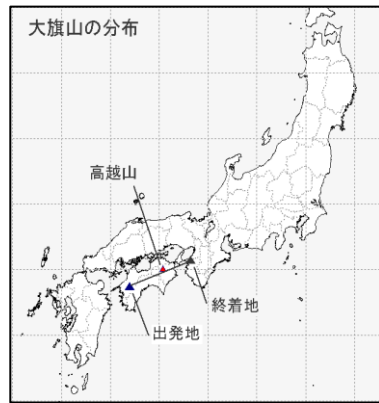 大旗山の分布
高越山
終着地
出発地